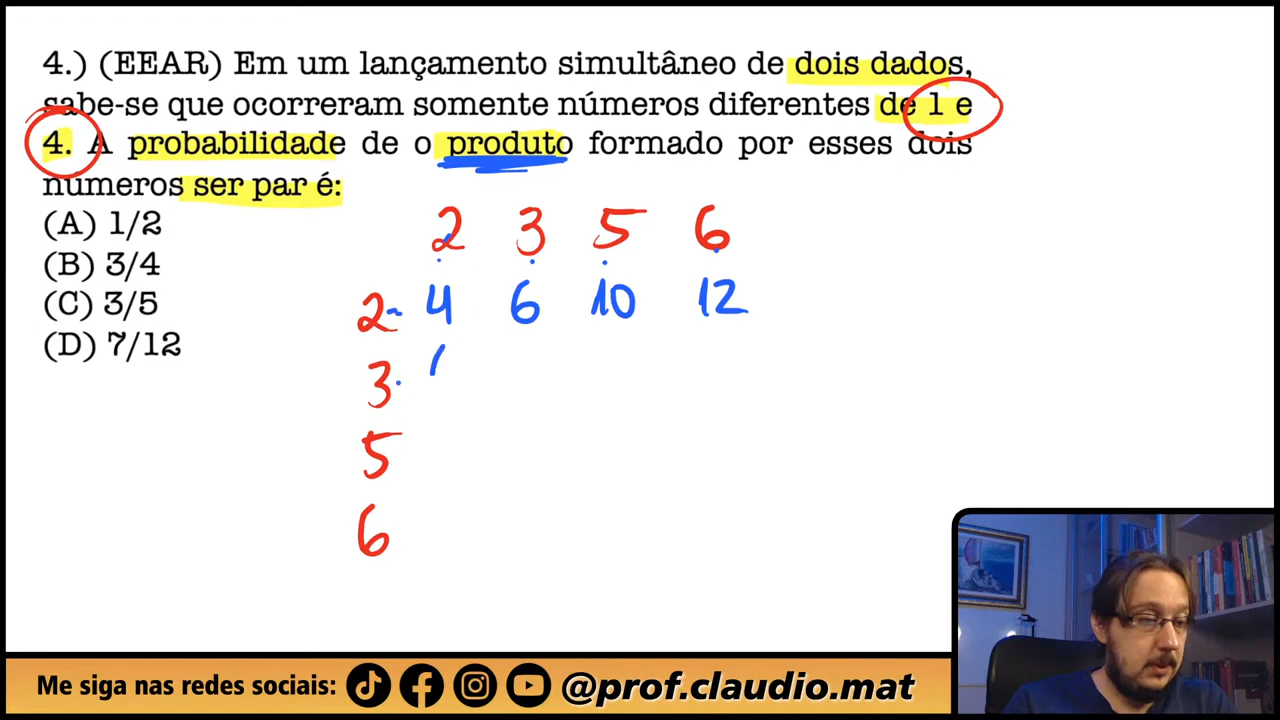 4.) (EEAR) Em um lançamento simultâneo de dois dados,
sabe-se que ocorreram somente números diferentes de 1 e
4. A probabilidade de o produto formado por esses dois
números ser par é:
(A) 1/2
(B) 3/4
(C) 3/5
(D) 7/12
2 3 5 6
2 4 6 10 12
3
5
6
Me siga nas redes sociais: @prof.claudio.mat